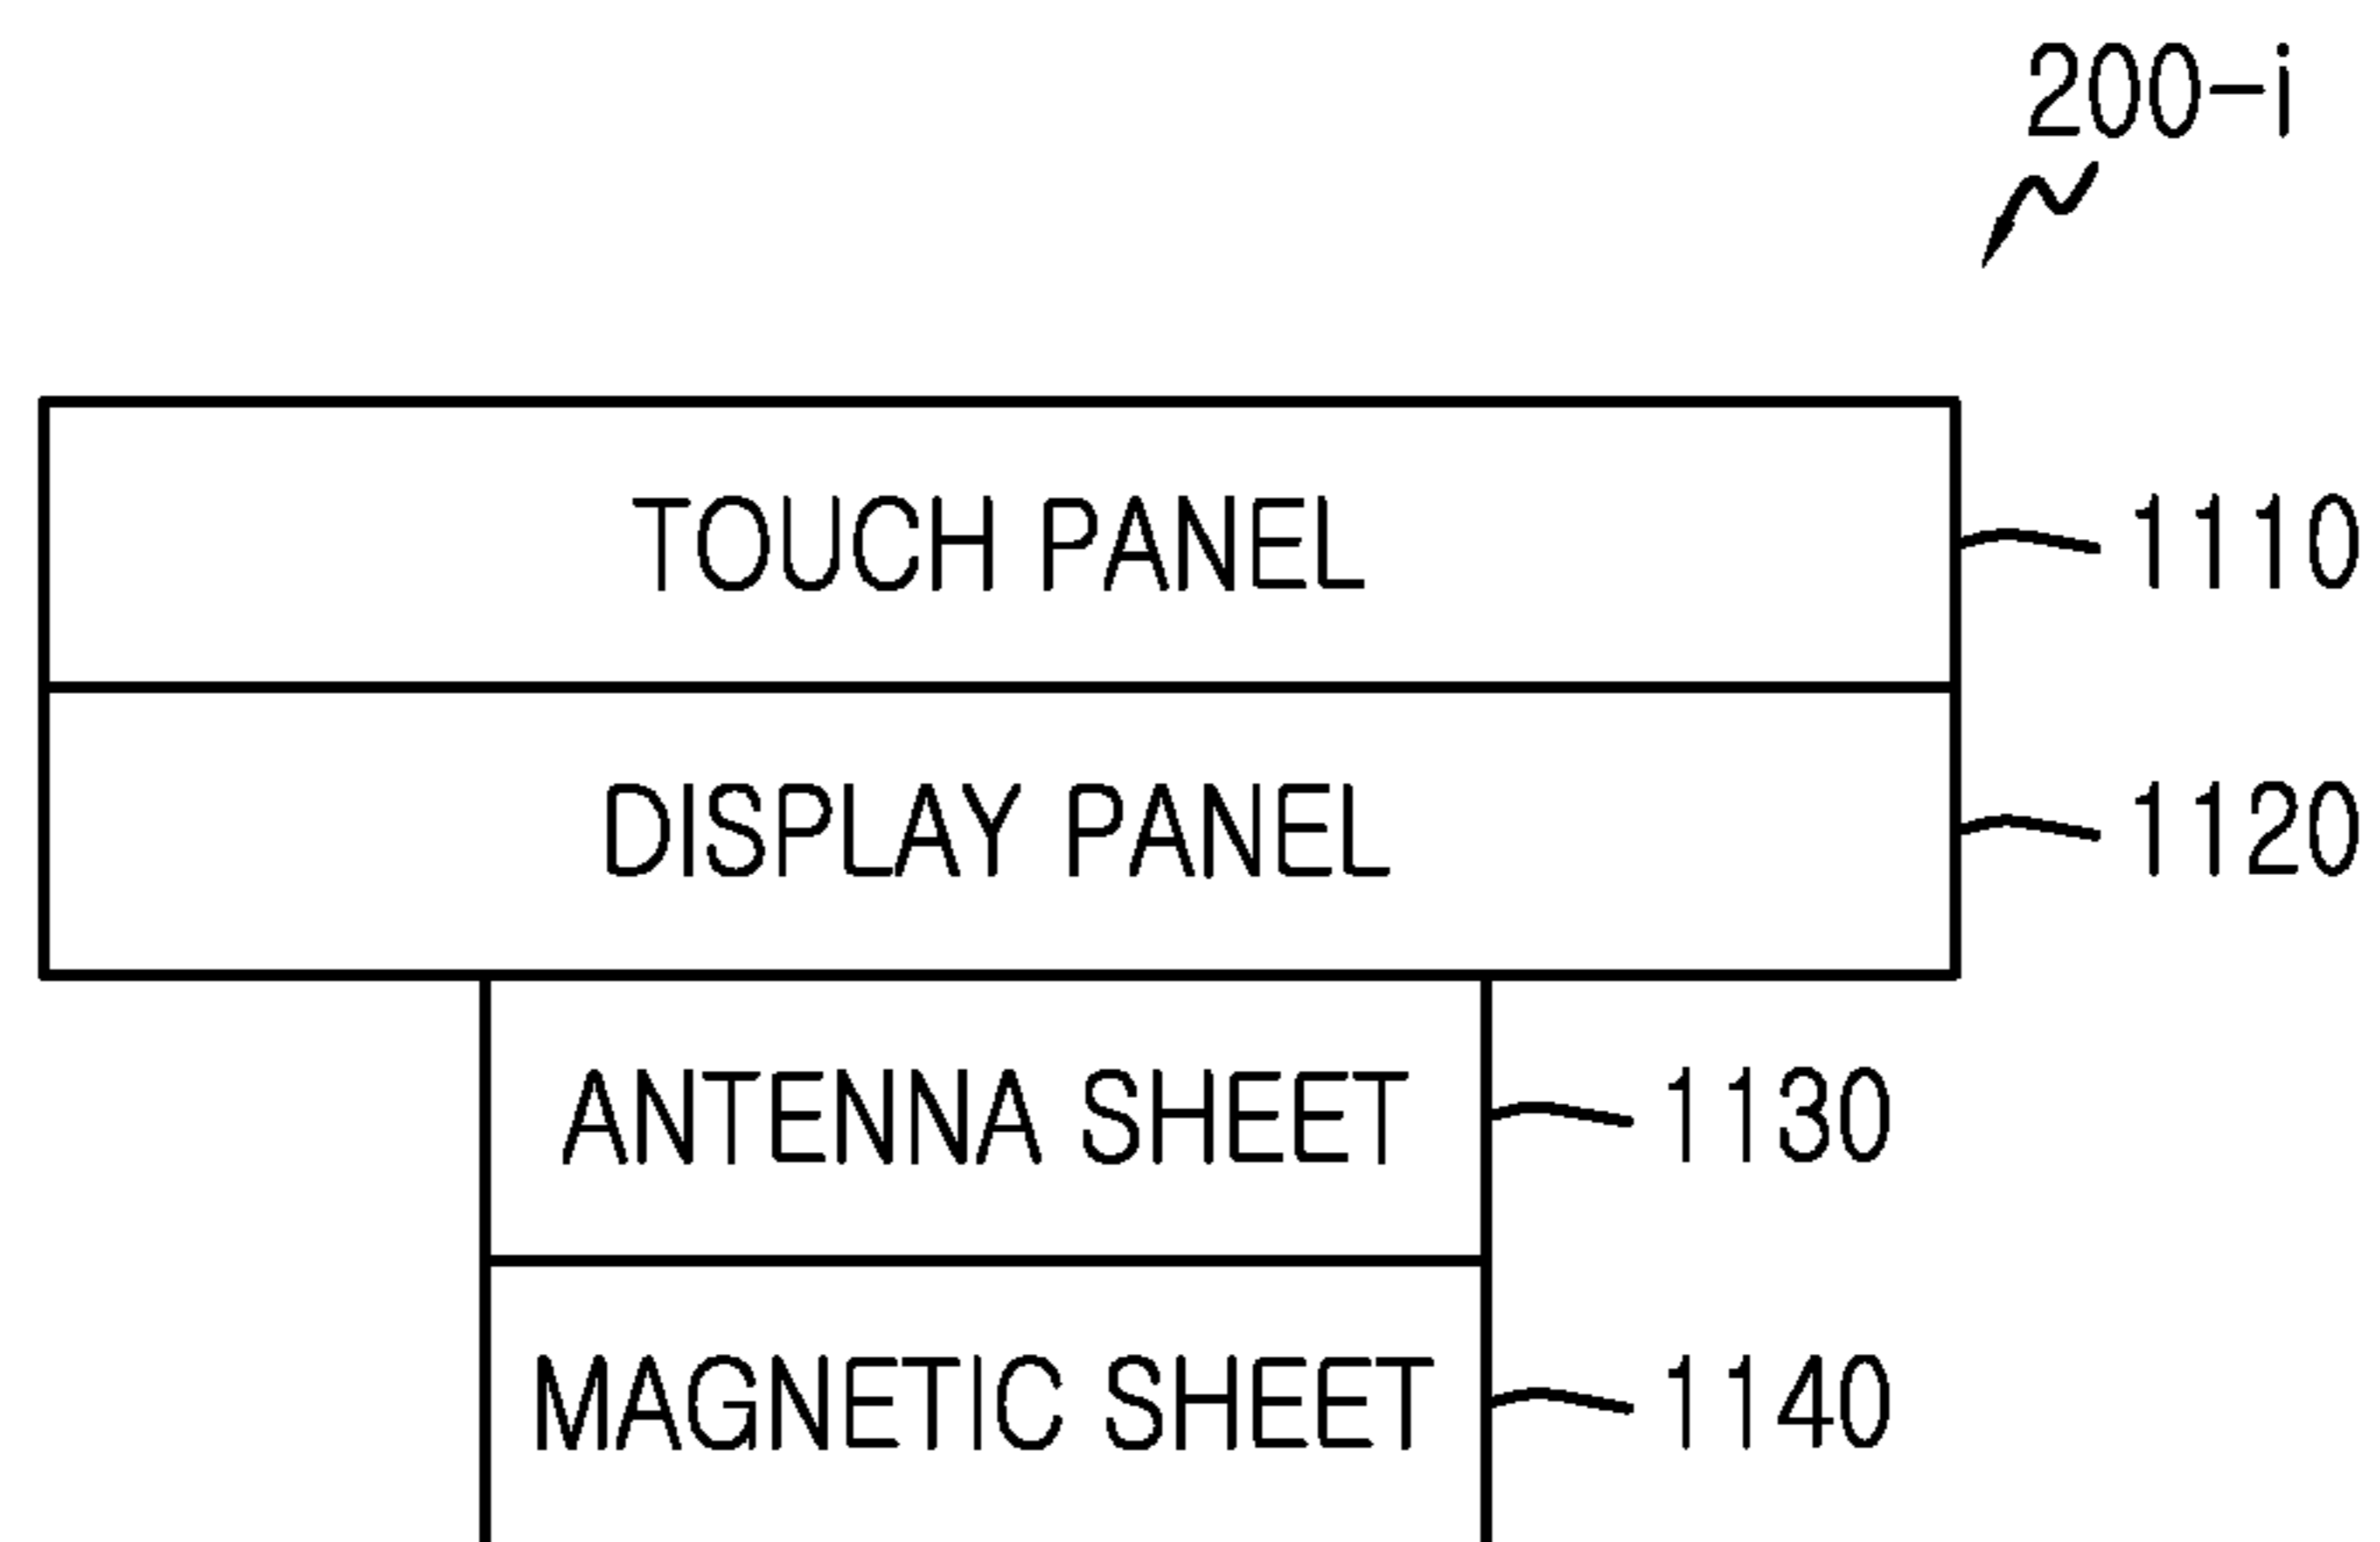 200-i
TOUCH PANEL 1110
DISPLAY PANEL 1120
ANTENNA SHEET 1130
MAGNETIC SHEET 1140